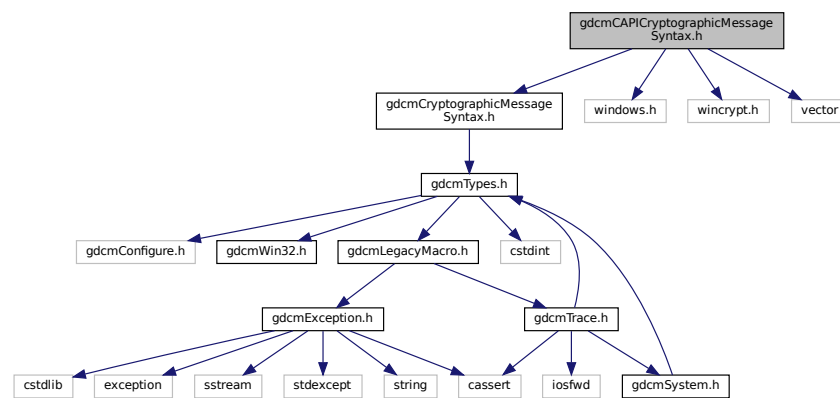 gdcmCAPICryptographicMessage
Syntax.h
gdcmCryptographicMessage
Syntax.h
windows.h
wincrypt.h
vector
gdcmTypes.h
gdcmConfigure.h
gdcmWin32.h
gdcmLegacyMacro.h
cstdint
gdcmException.h
gdcmTrace.h
cstdlib
exception
sstream
stdexcept
string
cassert
iosfwd
gdcmSystem.h